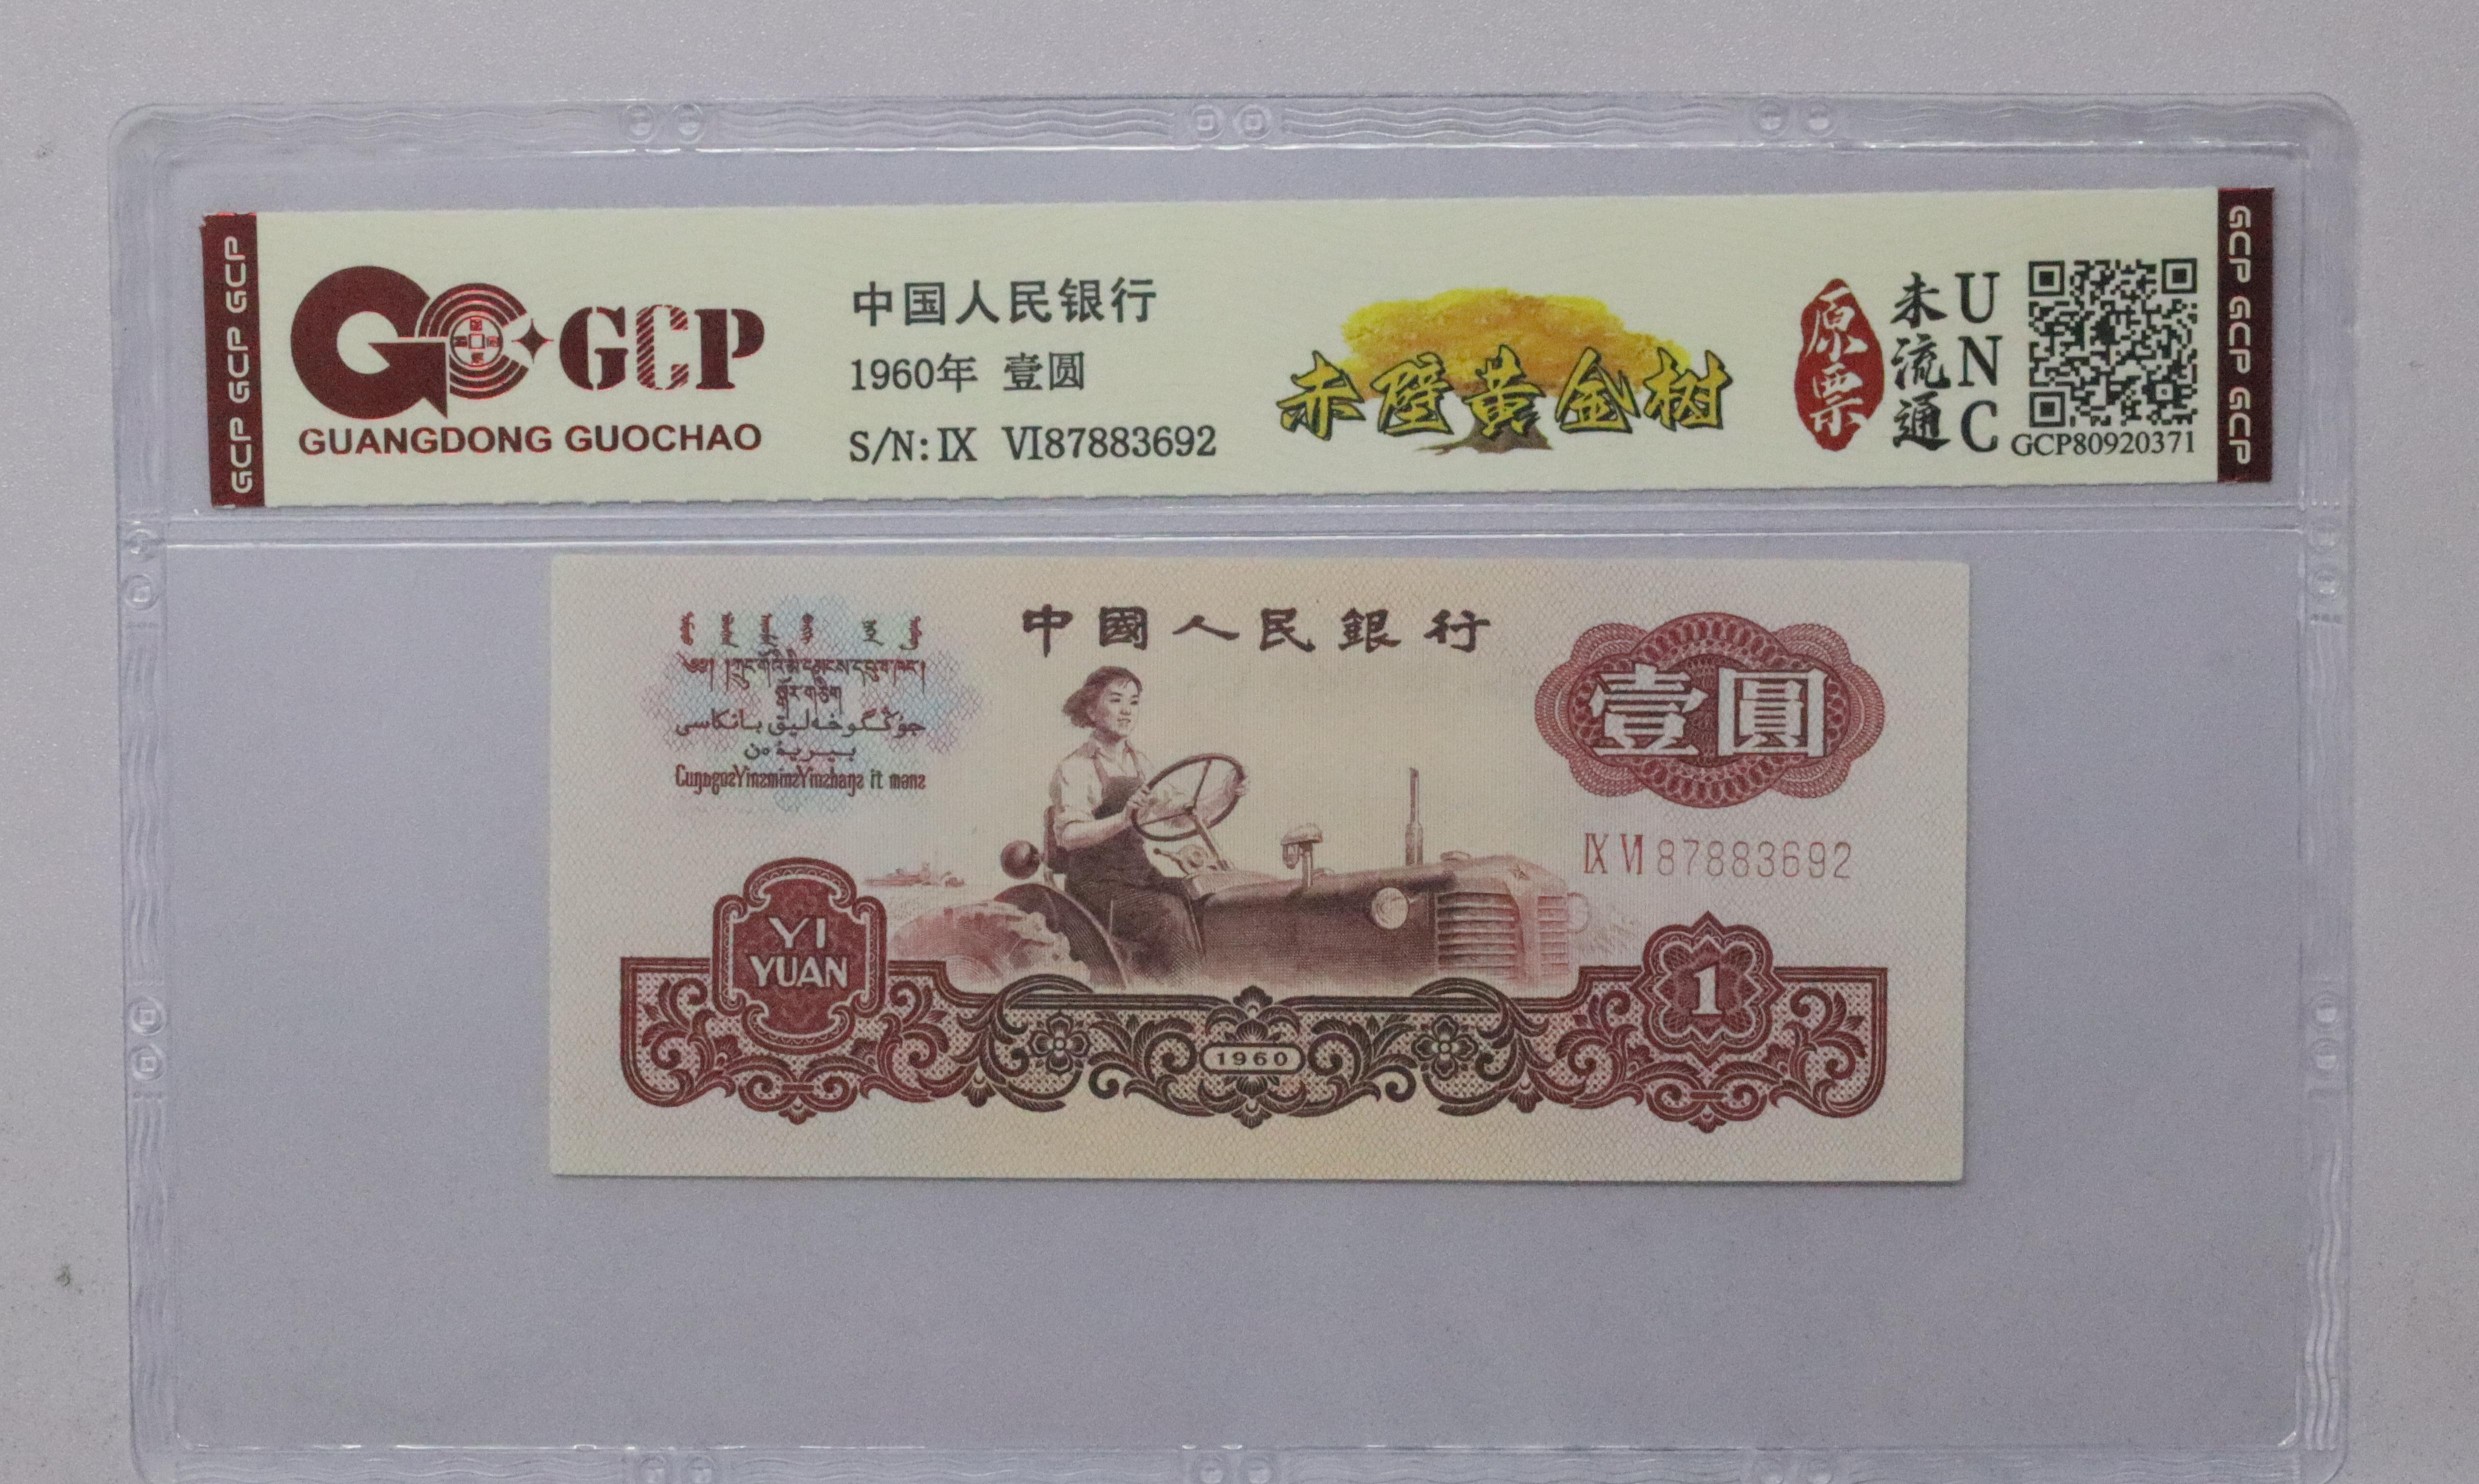 GCP GCP GCP
GCP
GUANGDONG GUOCHAO
中国人民银行
1960年 壹圆
S/N: IX VI87883692
赤壁黄金树
原票
未流通
UNC
GCP80920371
GCP GCP GCP
中國人民銀行
壹圓
IX VI 87883692
YI
YUAN
1960
1